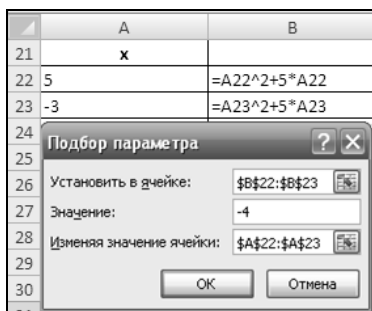 A B
21 x
22 5 =A22^2+5*A22
23 -3 =A23^2+5*A23
24
Подбор параметра
25
26 Установить в ячейке: $B$22:$B$23
27 Значение: -4
28 Изменяя значение ячейки: $A$22:$A$23
29
30 ОК Отмена